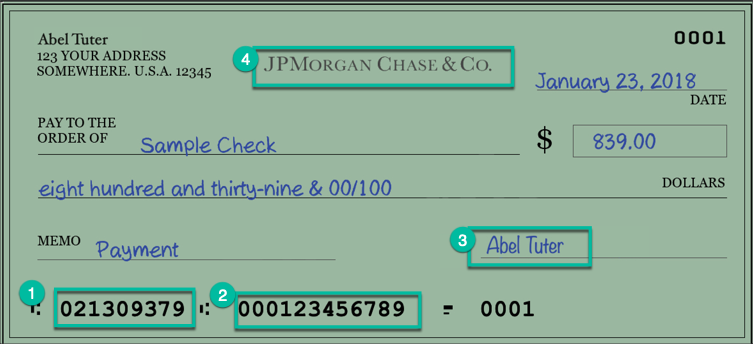 Abel Tuter
0001
123 YOUR ADDRESS
4
JPMORGAN CHASE & CO.
SOMEWHERE. U.S.A. 12345
January 23, 2018
DATE
PAY TO THE
ORDER OF
Sample Check
$
839.00
eight hundred and thirty-nine & 00/100
DOLLARS
MEMO
Payment
3
Abel Tuter
1
⑆ 021309379 ⑆
2
000123456789
0001